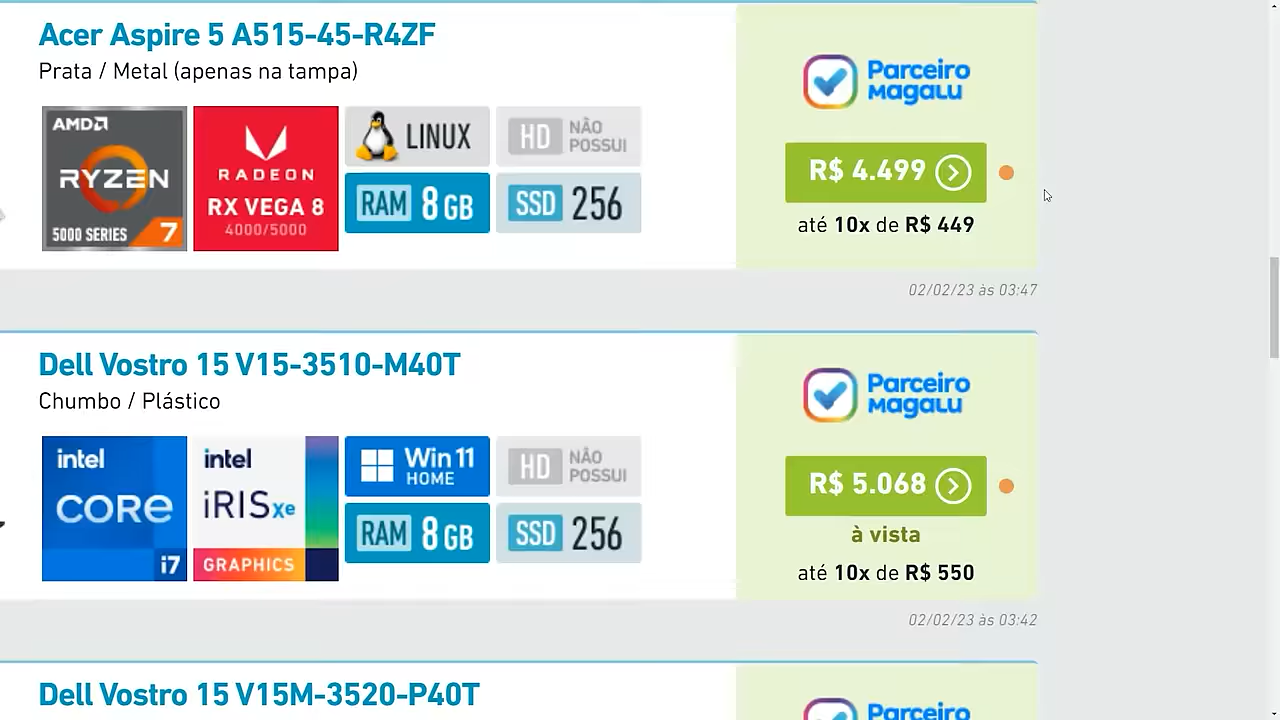 Acer Aspire 5 A515-45-R4ZF
Prata / Metal (apenas na tampa)
AMD
RYZEN
5000 SERIES 7
RADEON
RX VEGA 8
4000/5000
LINUX
HD NÃO POSSUI
RAM 8 GB
SSD 256
Parceiro
Magalu
R$ 4.499
até 10x de R$ 449
02/02/23 às 03:47
Dell Vostro 15 V15-3510-M40T
Chumbo / Plástico
intel
CORE
i7
intel
iRIS xe
GRAPHICS
Win 11
HOME
HD NÃO POSSUI
RAM 8 GB
SSD 256
Parceiro
Magalu
R$ 5.068
à vista
até 10x de R$ 550
02/02/23 às 03:42
Dell Vostro 15 V15M-3520-P40T
Parceiro